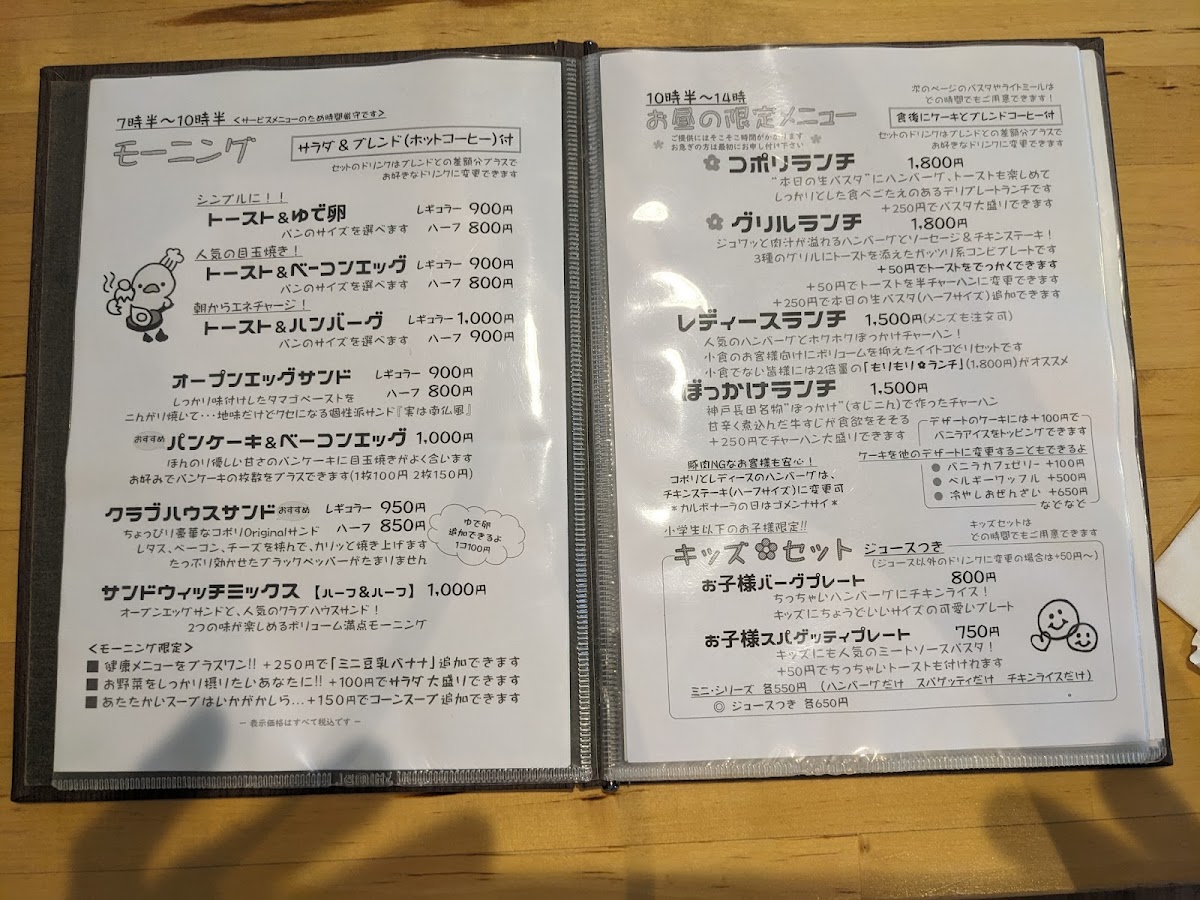 7時半～10時半 <サービスメニューのため時間厳守です>
モーニング
サラダ＆ブレンド(ホットコーヒー)付
セットのドリンクはブレンドとの差額分プラスで
お好きなドリンクに変更できます
シンプルに！！
トースト＆ゆで卵 レギュラー 900円
パンのサイズを選べます ハーフ 800円
人気の目玉焼き！
トースト＆ベーコンエッグ レギュラー 900円
パンのサイズを選べます ハーフ 800円
朝からエネチャージ！
トースト＆ハンバーグ レギュラー 1,000円
パンのサイズを選べます ハーフ 900円
オープンエッグサンド レギュラー 900円
しっかり味付けしたタマゴペーストを ハーフ 800円
こんがり焼いて・・・地味だけどクセになる個性派サンド『実は南仏風』
おすすめ パンケーキ＆ベーコンエッグ 1,000円
ほんのり優しい甘さのパンケーキに目玉焼きがよく合います
お好みでパンケーキの枚数をプラスできます(1枚100円 2枚150円)
クラブハウスサンド おすすめ レギュラー 950円
ちょっぴり豪華なコポリOriginalサンド ハーフ 850円
レタス、ベーコン、チーズを挟んで、カリッと焼き上げます
たっぷり効かせたブラックペッパーがたまりません
ゆで卵
追加できるよ
1コ100円
サンドウィッチミックス 【ハーフ＆ハーフ】 1,000円
オープンエッグサンドと、人気のクラブハウスサンド！
2つの味が楽しめるボリューム満点モーニング
<モーニング限定>
■ 健康メニューをプラスワン!! +250円で「ミニ豆乳バナナ」追加できます
■ お野菜をしっかり摂りたいあなたに!! +100円でサラダ大盛りできます
■ あたたかいスープはいかがかしら… +150円でコーンスープ追加できます
－ 表示価格はすべて税込です －
10時半～14時
お昼の限定メニュー
ご提供にはそこそこ時間がかかります
お急ぎの方は最初にお申し付け下さい
次のページのパスタやライトミールは
どの時間でもご用意できます！
食後にケーキとブレンドコーヒー付
セットのドリンクはブレンドとの差額分プラスで
お好きなドリンクに変更できます
コポリランチ 1,800円
“本日の生パスタ”にハンバーグ、トーストも楽しめて
しっかりとした食べごたえのあるデリプレートランチです
+250円でパスタ大盛りできます
グリルランチ 1,800円
ジュワッと肉汁が溢れるハンバーグとソーセージ＆チキンステーキ！
3種のグリルにトーストを添えたガッツリ系コンビプレートです
+50円でトーストをでっかくできます
+50円でトーストを半チャーハンに変更できます
+250円で本日の生パスタ(ハーフサイズ)追加できます
レディースランチ 1,500円(メンズも注文可)
人気のハンバーグとホクホクぼっかけチャーハン！
小食のお客様向けにボリュームを抑えたイイトコどりセットです
小食でない皆様には2倍量の「もりもり✿ランチ」(1,800円)がオススメ
ぼっかけランチ 1,500円
神戸長田名物“ぼっかけ”(すじこん)で作ったチャーハン
甘辛く煮込んだ牛すじが食欲をそそる
+250円でチャーハン大盛りできます
デザートのケーキには+100円で
バニラアイスをトッピングできます
ケーキを他のデザートに変更することもできるよ
● バニラカフェゼリー +100円
● ベルギーワッフル +500円
● 冷やしおぜんざい +650円
などなど
豚肉NGなお客様も安心！
コポリとレディースのハンバーグは、
チキンステーキ(ハーフサイズ)に変更可
*カルボナーラの日はゴメンナサイ*
小学生以下のお子様限定!!
キッズ✿セット ジュースつき
キッズセットは
どの時間でもご用意できます
(ジュース以外のドリンクに変更の場合は+50円～)
お子様バーグプレート 800円
ちっちゃいハンバーグにチキンライス！
キッズにちょうどいいサイズの可愛いプレート
お子様スパゲッティプレート 750円
キッズにも人気のミートソースパスタ！
+50円でちっちゃいトーストも付けれます
ミニ・シリーズ 各550円 (ハンバーグだけ スパゲッティだけ チキンライスだけ)
◎ ジュースつき 各650円